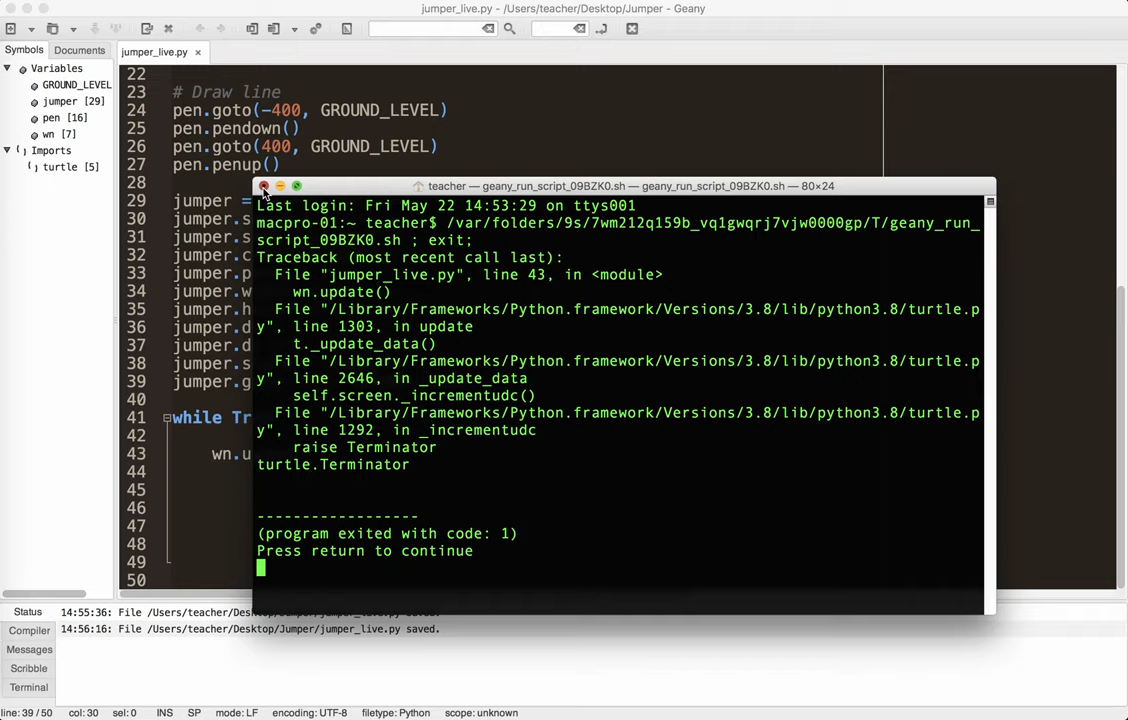 jumper_live.py - /Users/teacher/Desktop/Jumper - Geany
Symbols
Documents
jumper_live.py ×
Variables
GROUND_LEVEL
jumper [29]
pen [16]
wn [7]
Imports
turtle [5]
22
23 # Draw line
24 pen.goto(-400, GROUND_LEVEL)
25 pen.pendown()
26 pen.goto(400, GROUND_LEVEL)
27 pen.penup()
28
29 jumper =
30 jumper.s
31 jumper.s
32 jumper.c
33 jumper.p
34 jumper.w
35 jumper.h
36 jumper.d
37 jumper.d
38 jumper.s
39 jumper.g
40
41 while Tr
42
43 wn.u
44
45
46
47
48
49
50
teacher — geany_run_script_09BZK0.sh — geany_run_script_09BZK0.sh — 80×24
Last login: Fri May 22 14:53:29 on ttys001
macpro-01:~ teacher$ /var/folders/9s/7wm212q159b_vq1gwqrj7vjw0000gp/T/geany_run_
script_09BZK0.sh ; exit;
Traceback (most recent call last):
File "jumper_live.py", line 43, in <module>
wn.update()
File "/Library/Frameworks/Python.framework/Versions/3.8/lib/python3.8/turtle.p
y", line 1303, in update
t._update_data()
File "/Library/Frameworks/Python.framework/Versions/3.8/lib/python3.8/turtle.p
y", line 2646, in _update_data
self.screen._incrementudc()
File "/Library/Frameworks/Python.framework/Versions/3.8/lib/python3.8/turtle.p
y", line 1292, in _incrementudc
raise Terminator
turtle.Terminator
------------------
(program exited with code: 1)
Press return to continue
Status
Compiler
Messages
Scribble
Terminal
14:55:36: File /Users/teacher/Desktop/Jumper/jumper_live.py saved.
14:56:16: File /Users/teacher/Desktop/Jumper/jumper_live.py saved.
line: 39 / 50 col: 30 sel: 0 INS SP mode: LF encoding: UTF-8 filetype: Python scope: unknown